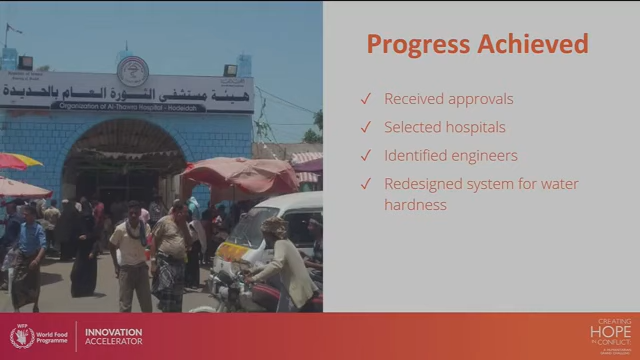 هيئة مستشفى الثورة العام بالحديدة
Organization of Al-Thawra Hospital - Hodeidah
Progress Achieved
✓ Received approvals
✓ Selected hospitals
✓ Identified engineers
✓ Redesigned system for water
hardness
WFP
World Food
Programme
INNOVATION
ACCELERATOR
CREATING
HOPE
CONFLICT